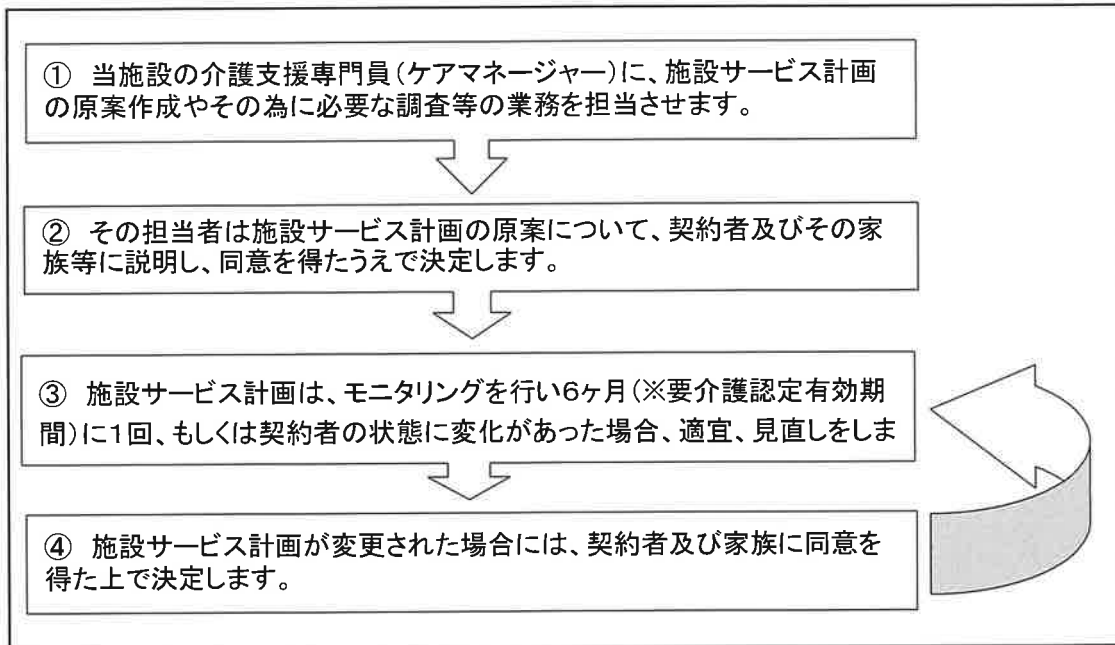 ① 当施設の介護支援専門員(ケアマネージャー)に、施設サービス計画
の原案作成やその為に必要な調査等の業務を担当させます。
② その担当者は施設サービス計画の原案について、契約者及びその家
族等に説明し、同意を得たうえで決定します。
③ 施設サービス計画は、モニタリングを行い6ヶ月(※要介護認定有効期
間)に1回、もしくは契約者の状態に変化があった場合、適宜、見直しをしま
④ 施設サービス計画が変更された場合には、契約者及び家族に同意を
得た上で決定します。